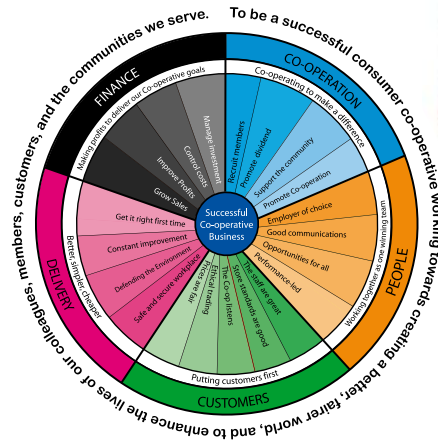 To be a successful consumer co-operative working towards creating a better, fairer world, and to enhance the lives of our colleagues, members, customers, and the communities we serve.
CO-OPERATION
Co-operating to make a difference
Recruit members
Promote dividend
Support the community
Promote Co-operation
PEOPLE
Working together as one winning team
Employer of choice
Good communications
Opportunities for all
Performance-led
CUSTOMERS
Putting customers first
The staff are great
Store standards are good
The Co-op listens
Ethical trading
Prices are fair
DELIVERY
Better, simpler, cheaper
Safe and secure workplace
Defending the Environment
Constant improvement
Get it right first time
FINANCE
Making profits to deliver our Co-operative goals
Grow Sales
Improve Profits
Control costs
Manage investment
Successful
Co-operative
Business